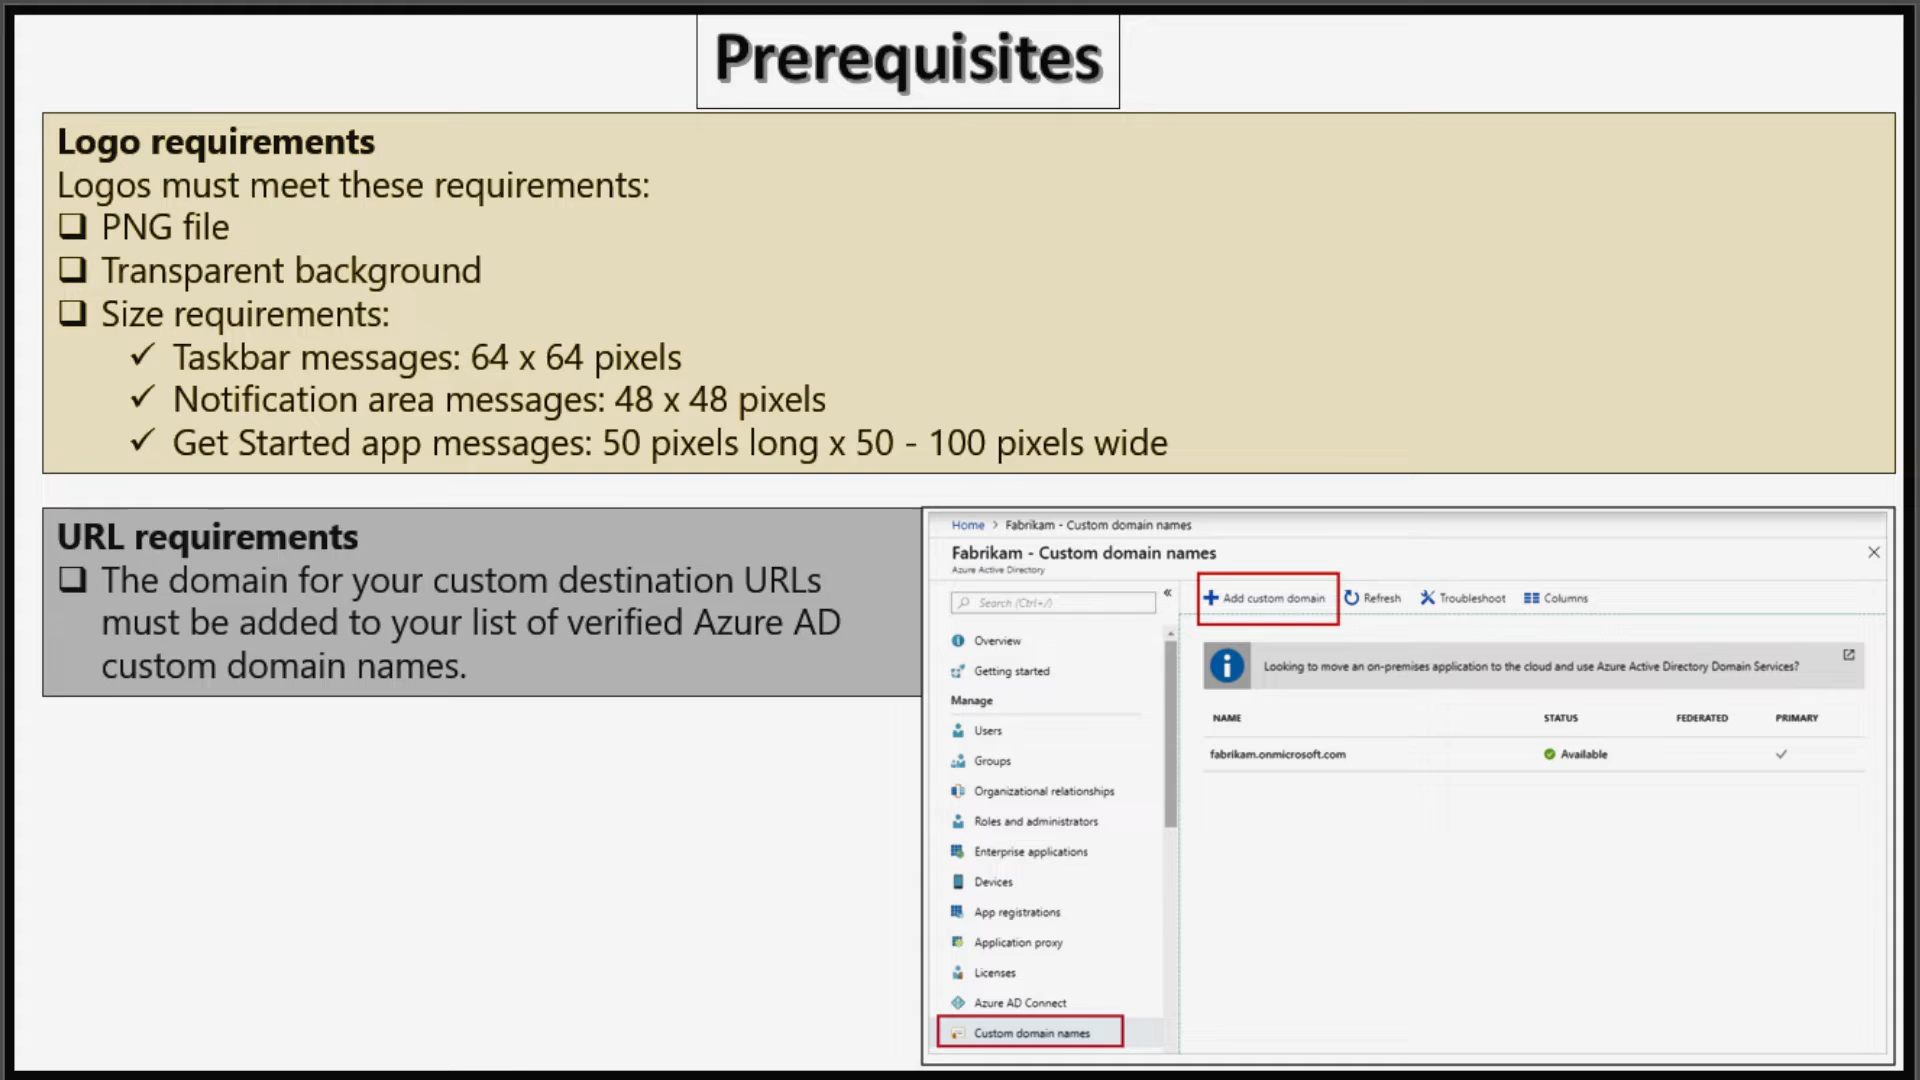 Prerequisites
Logo requirements
Logos must meet these requirements:
❑ PNG file
❑ Transparent background
❑ Size requirements:
✓ Taskbar messages: 64 x 64 pixels
✓ Notification area messages: 48 x 48 pixels
✓ Get Started app messages: 50 pixels long x 50 - 100 pixels wide
URL requirements
❑ The domain for your custom destination URLs
must be added to your list of verified Azure AD
custom domain names.
Home > Fabrikam - Custom domain names
Fabrikam - Custom domain names
Azure Active Directory
Search (Ctrl+/)
«
Overview
Getting started
Manage
Users
Groups
Organizational relationships
Roles and administrators
Enterprise applications
Devices
App registrations
Application proxy
Licenses
Azure AD Connect
Custom domain names
Add custom domain Refresh Troubleshoot Columns
Looking to move an on-premises application to the cloud and use Azure Active Directory Domain Services?
NAME STATUS FEDERATED PRIMARY
fabrikam.onmicrosoft.com Available ✓